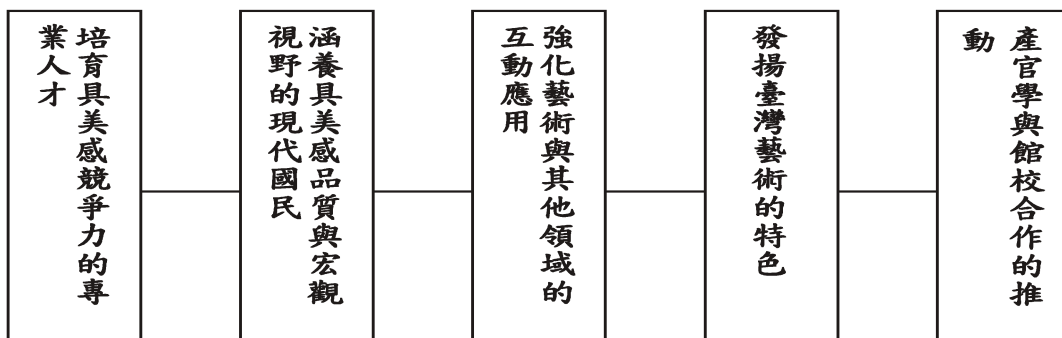 培育具美感競爭力的專
業人才
涵養具美感品質與宏觀
視野的現代國民
強化藝術與其他領域的
互動應用
發揚臺灣藝術的特色
產官學與館校合作的推
動